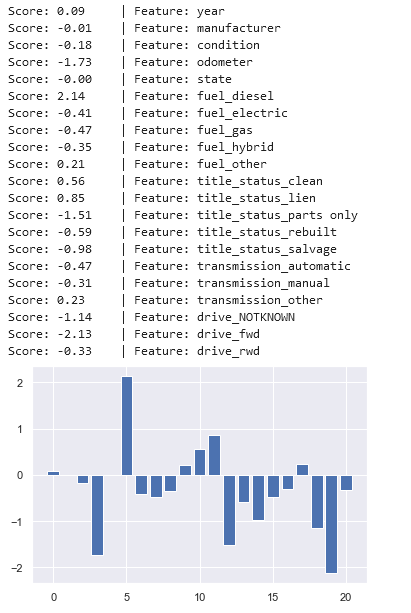 Score: 0.09 | Feature: year
Score: -0.01 | Feature: manufacturer
Score: -0.18 | Feature: condition
Score: -1.73 | Feature: odometer
Score: -0.00 | Feature: state
Score: 2.14 | Feature: fuel_diesel
Score: -0.41 | Feature: fuel_electric
Score: -0.47 | Feature: fuel_gas
Score: -0.35 | Feature: fuel_hybrid
Score: 0.21 | Feature: fuel_other
Score: 0.56 | Feature: title_status_clean
Score: 0.85 | Feature: title_status_lien
Score: -1.51 | Feature: title_status_parts only
Score: -0.59 | Feature: title_status_rebuilt
Score: -0.98 | Feature: title_status_salvage
Score: -0.47 | Feature: transmission_automatic
Score: -0.31 | Feature: transmission_manual
Score: 0.23 | Feature: transmission_other
Score: -1.14 | Feature: drive_NOTKNOWN
Score: -2.13 | Feature: drive_fwd
Score: -0.33 | Feature: drive_rwd
2
1
0
−1
−2
0 5 10 15 20